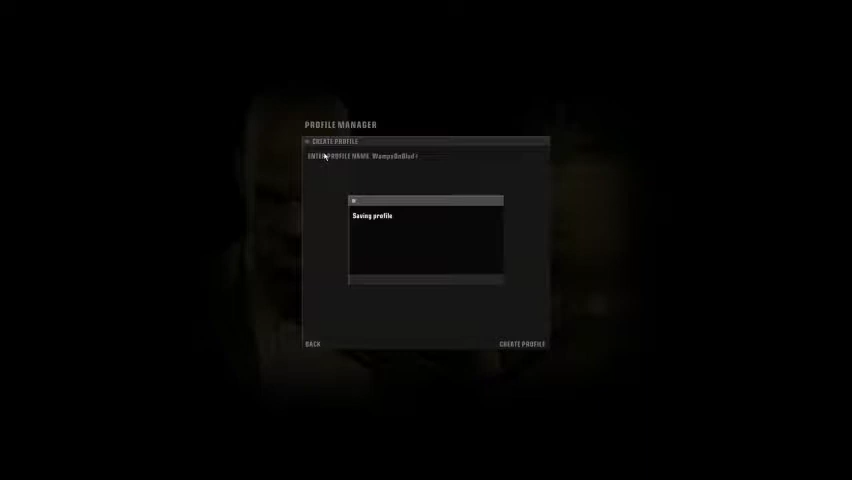 PROFILE MANAGER
CREATE PROFILE
ENTER PROFILE NAME
Saving profile
BACK
CREATE PROFILE